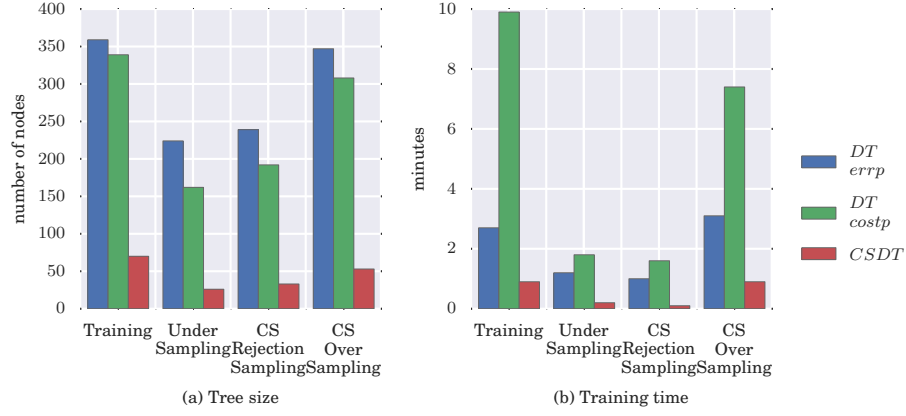 400
350
300
250
200
150
100
50
0
number of nodes
Training
Under
Sampling
CS
Rejection
Sampling
CS
Over
Sampling
(a) Tree size
10
8
6
4
2
0
minutes
Training
Under
Sampling
CS
Rejection
Sampling
CS
Over
Sampling
(b) Training time
DT
errp
DT
costp
CSDT